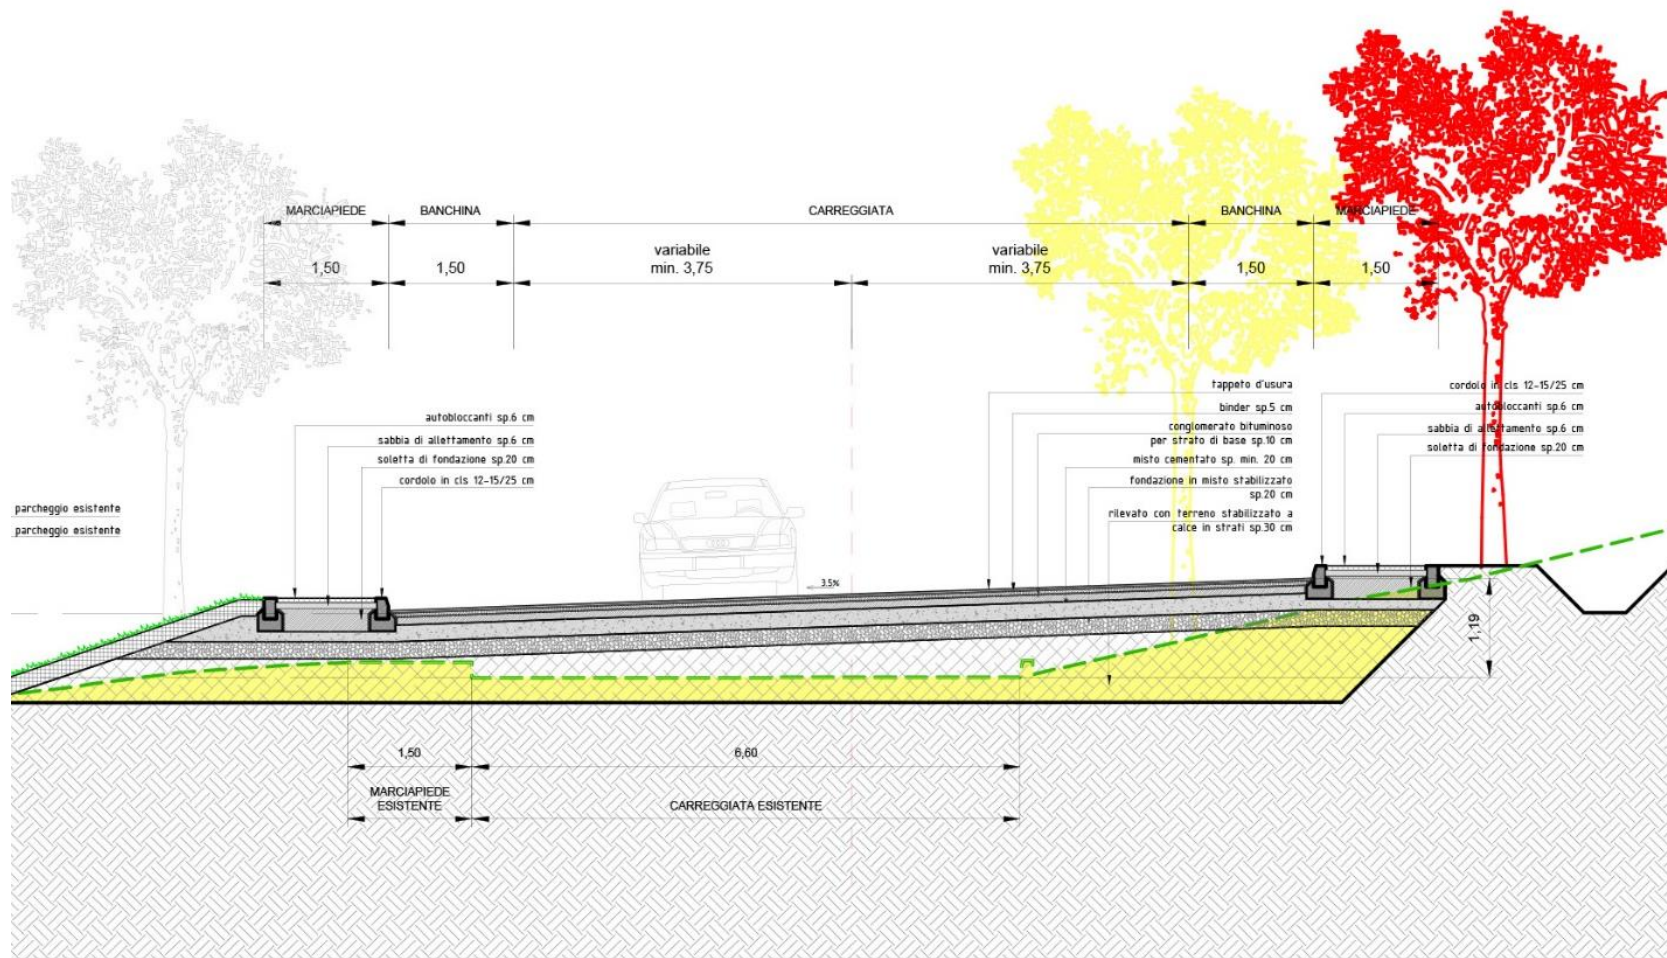 MARCIAPIEDE BANCHINA CARREGGIATA BANCHINA MARCIAPIEDE
variabile variabile
1,50 1,50 min. 3,75 min. 3,75 1,50 1,50
tappeto d'usura
binder sp.5 cm
conglomerato bituminoso
per strato di base sp.10 cm
misto cementato sp. min. 20 cm
fondazione in misto stabilizzato
sp.20 cm
rilevato con terreno stabilizzato a
calce in strati sp.30 cm
cordolo in cls 12-15/25 cm
autobloccanti sp.6 cm
sabbia di allettamento sp.6 cm
soletta di fondazione sp.20 cm
autobloccanti sp.6 cm
sabbia di allettamento sp.6 cm
soletta di fondazione sp.20 cm
cordolo in cls 12-15/25 cm
parcheggio esistente
parcheggio esistente
3.5%
1,19
1,50 6,60
MARCIAPIEDE
ESISTENTE
CARREGGIATA ESISTENTE